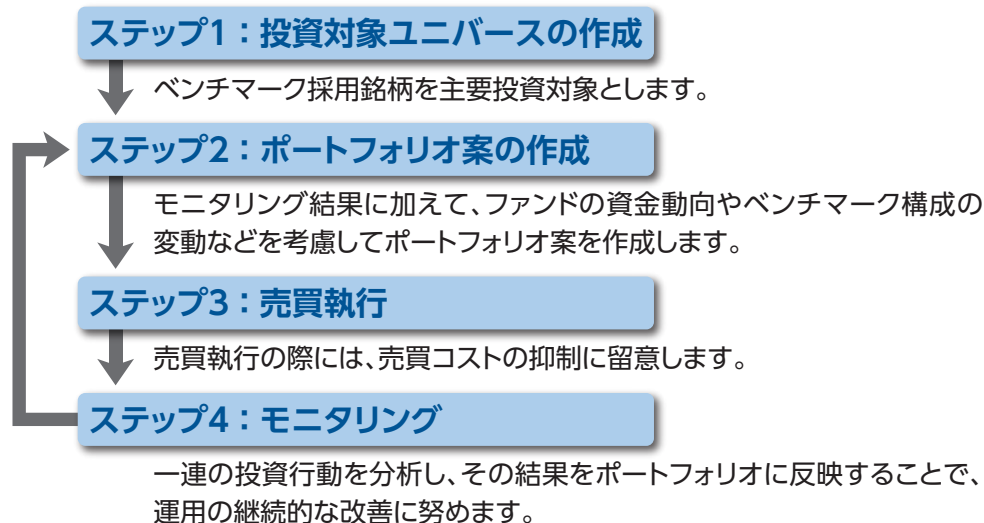 ステップ1：投資対象ユニバースの作成
ベンチマーク採用銘柄を主要投資対象とします。
ステップ2：ポートフォリオ案の作成
モニタリング結果に加えて、ファンドの資金動向やベンチマーク構成の
変動などを考慮してポートフォリオ案を作成します。
ステップ3：売買執行
売買執行の際には、売買コストの抑制に留意します。
ステップ4：モニタリング
一連の投資行動を分析し、その結果をポートフォリオに反映することで、
運用の継続的な改善に努めます。